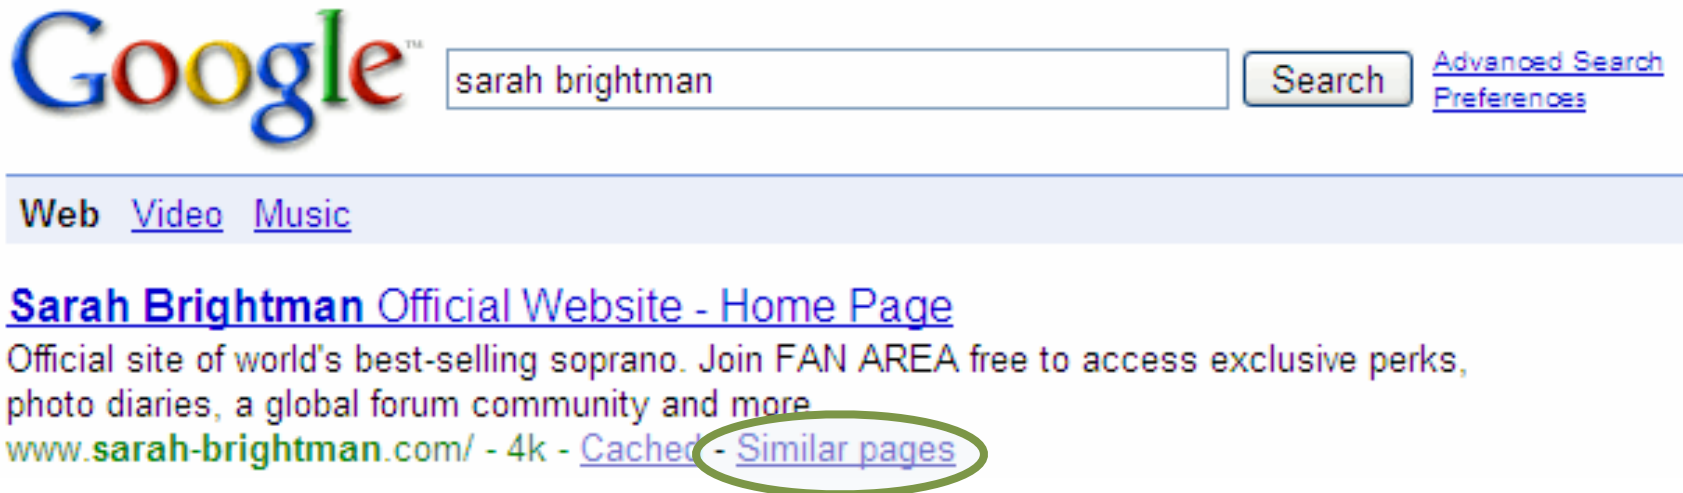 Google™ sarah brightman Search Advanced Search
Preferences
Web Video Music
Sarah Brightman Official Website - Home Page
Official site of world's best-selling soprano. Join FAN AREA free to access exclusive perks,
photo diaries, a global forum community and more
www.sarah-brightman.com/ - 4k - Cached - Similar pages